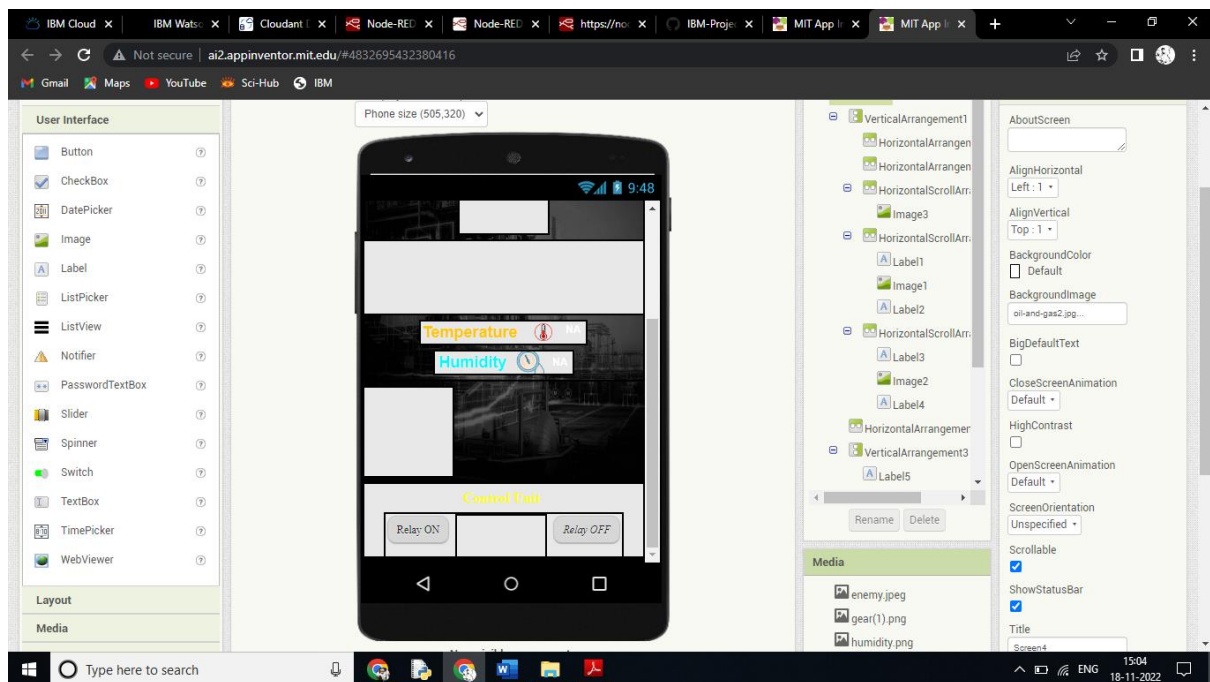 IBM Cloud
IBM Watso
Cloudant
Node-RED
Node-RED
https://no
IBM-Proje
MIT App In
MIT App I
Not secure | ai2.appinventor.mit.edu/#4832695432380416
Gmail Maps YouTube Sci-Hub IBM
User Interface
Button
CheckBox
DatePicker
Image
Label
ListPicker
ListView
Notifier
PasswordTextBox
Slider
Spinner
Switch
TextBox
TimePicker
WebViewer
Layout
Media
Phone size (505,320)
9:48
Temperature NA
Humidity NA
Control Unit
Relay ON
Relay OFF
VerticalArrangement1
HorizontalArrangen
HorizontalArrangen
HorizontalScrollArr
Image3
HorizontalScrollArr
Label1
Image1
Label2
HorizontalScrollArr
Label3
Image2
Label4
HorizontalArrangemer
VerticalArrangement3
Label5
Rename Delete
Media
enemy.jpeg
gear(1).png
humidity.png
AboutScreen
AlignHorizontal
Left : 1
AlignVertical
Top : 1
BackgroundColor
Default
BackgroundImage
oil-and-gas2.jpg...
BigDefaultText
CloseScreenAnimation
Default
HighContrast
OpenScreenAnimation
Default
ScreenOrientation
Unspecified
Scrollable
ShowStatusBar
Title
Screen4
Type here to search
ENG
15:04
18-11-2022